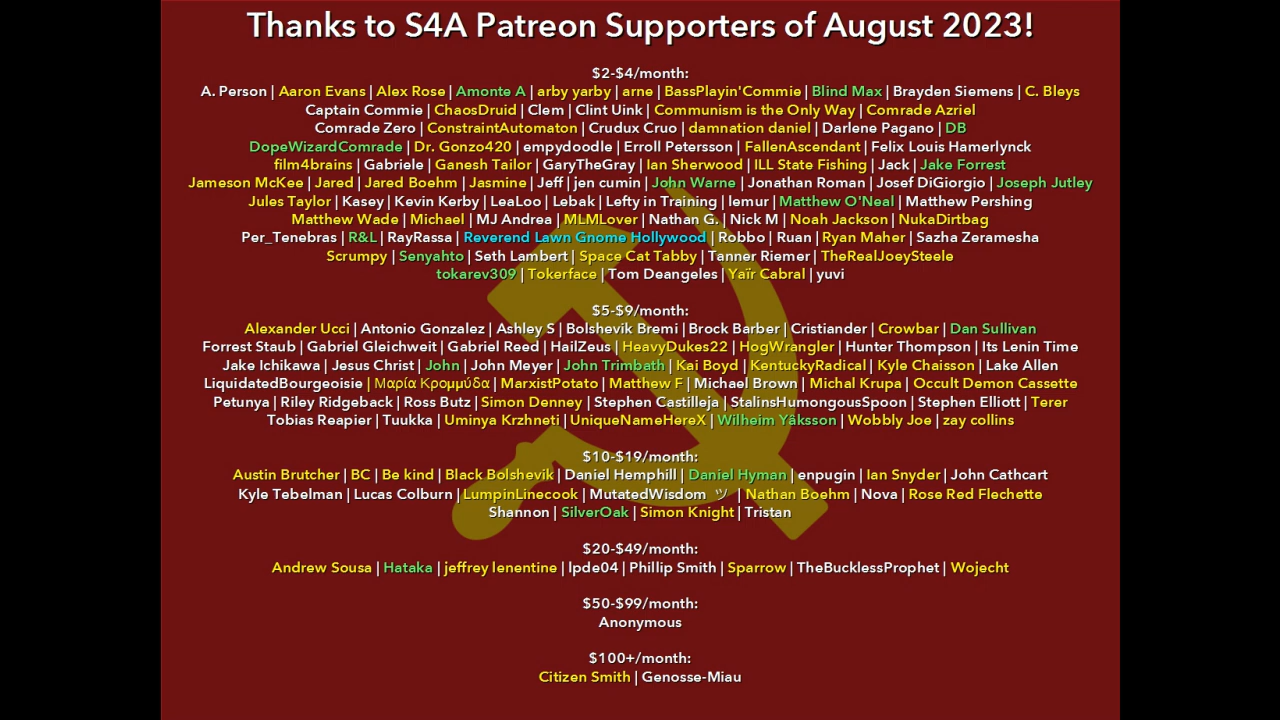 Thanks to S4A Patreon Supporters of August 2023!
$2-$4/month:
A. Person | Aaron Evans | Alex Rose | Amonte A | arby yarby | arne | BassPlayin'Commie | Blind Max | Brayden Siemens | C. Bleys
Captain Commie | ChaosDruid | Clem | Clint Uink | Communism is the Only Way | Comrade Azriel
Comrade Zero | ConstraintAutomaton | Crudux Cruo | damnation daniel | Darlene Pagano | DB
DopeWizardComrade | Dr. Gonzo420 | empydoodle | Erroll Petersson | FallenAscendant | Felix Louis Hamerlynck
film4brains | Gabriele | Ganesh Tailor | GaryTheGray | Ian Sherwood | ILL State Fishing | Jack | Jake Forrest
Jameson McKee | Jared | Jared Boehm | Jasmine | Jeff | jen cumin | John Warne | Jonathan Roman | Josef DiGiorgio | Joseph Jutley
Jules Taylor | Kasey | Kevin Kerby | LeaLoo | Lebak | Lefty in Training | lemur | Matthew O'Neal | Matthew Pershing
Matthew Wade | Michael | MJ Andrea | MLMLover | Nathan G. | Nick M | Noah Jackson | NukaDirtbag
Per_Tenebras | R&L | RayRassa | Reverend Lawn Gnome Hollywood | Robbo | Ruan | Ryan Maher | Sazha Zeramesha
Scrumpy | Senyahto | Seth Lambert | Space Cat Tabby | Tanner Riemer | TheRealJoeySteele
tokarev309 | Tokerface | Tom Deangeles | Yaïr Cabral | yuvi
$5-$9/month:
Alexander Ucci | Antonio Gonzalez | Ashley S | Bolshevik Bremi | Brock Barber | Cristiander | Crowbar | Dan Sullivan
Forrest Staub | Gabriel Gleichweit | Gabriel Reed | HailZeus | HeavyDukes22 | HogWrangler | Hunter Thompson | Its Lenin Time
Jake Ichikawa | Jesus Christ | John | John Meyer | John Trimbath | Kai Boyd | KentuckyRadical | Kyle Chaisson | Lake Allen
LiquidatedBourgeoisie | Μαρία Κρομμύδα | MarxistPotato | Matthew F | Michael Brown | Michal Krupa | Occult Demon Cassette
Petunya | Riley Ridgeback | Ross Butz | Simon Denney | Stephen Castilleja | StalinsHumongousSpoon | Stephen Elliott | Terer
Tobias Reapier | Tuukka | Uminya Krzhneti | UniqueNameHereX | Wilheim Yäksson | Wobbly Joe | zay collins
$10-$19/month:
Austin Brutcher | BC | Be kind | Black Bolshevik | Daniel Hemphill | Daniel Hyman | enpugin | Ian Snyder | John Cathcart
Kyle Tebelman | Lucas Colburn | LumpinLinecook | MutatedWisdom ツ | Nathan Boehm | Nova | Rose Red Flechette
Shannon | SilverOak | Simon Knight | Tristan
$20-$49/month:
Andrew Sousa | Hataka | jeffrey lenentine | lpde04 | Phillip Smith | Sparrow | TheBucklessProphet | Wojecht
$50-$99/month:
Anonymous
$100+/month:
Citizen Smith | Genosse-Miau